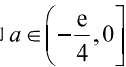 a ∈ (-e/4, 0]